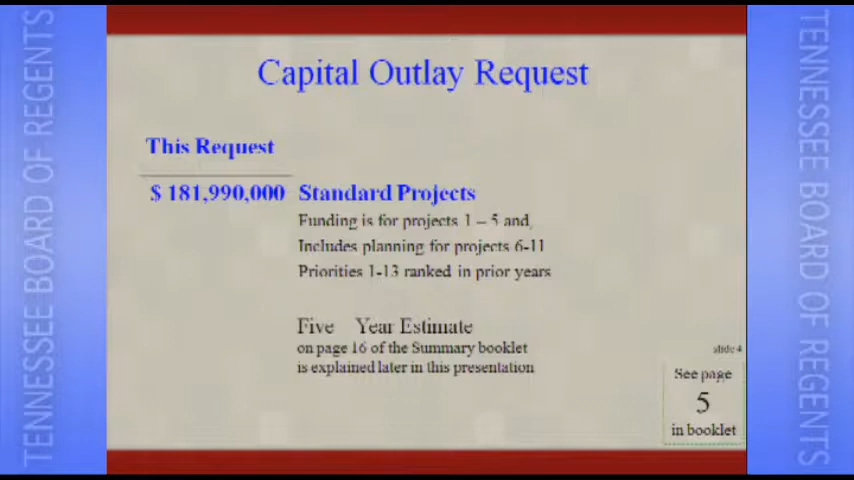 TENNESSEE BOARD OF REGENTS
Capital Outlay Request
This Request
$ 181,990,000 Standard Projects
Funding is for projects 1 – 5 and,
Includes planning for projects 6-11
Priorities 1-13 ranked in prior years
Five Year Estimate
on page 16 of the Summary booklet
is explained later in this presentation
slide 4
See page
5
in booklet
TENNESSEE BOARD OF REGENTS